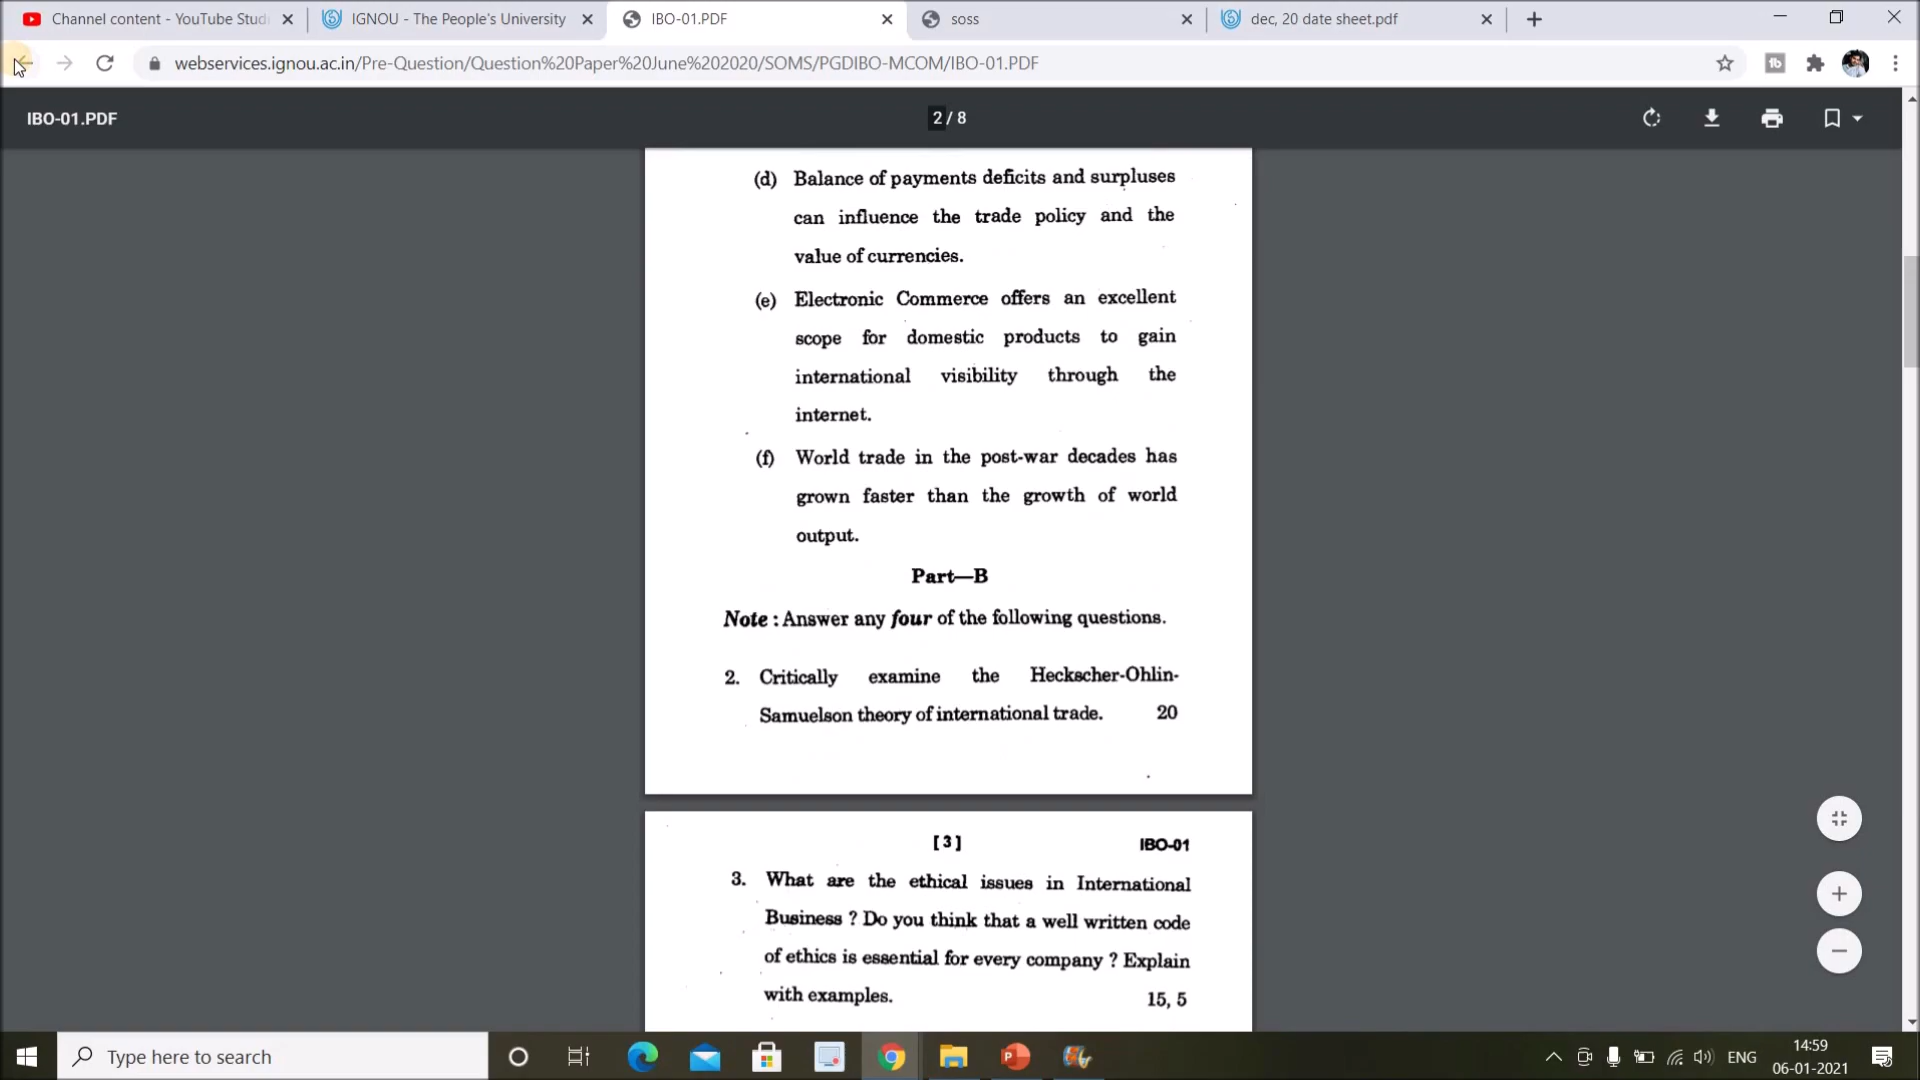 Channel content - YouTube Stud
IGNOU - The People's University
IBO-01.PDF
soss
dec, 20 date sheet.pdf
webservices.ignou.ac.in/Pre-Question/Question%20Paper%20June%202020/SOMS/PGDIBO-MCOM/IBO-01.PDF
IBO-01.PDF
2 / 8
(d) Balance of payments deficits and surpluses
can influence the trade policy and the
value of currencies.
(e) Electronic Commerce offers an excellent
scope for domestic products to gain
international visibility through the
internet.
(f) World trade in the post-war decades has
grown faster than the growth of world
output.
Part—B
Note : Answer any four of the following questions.
2. Critically examine the Heckscher-Ohlin-
Samuelson theory of international trade. 20
[ 3 ] IBO-01
3. What are the ethical issues in International
Business ? Do you think that a well written code
of ethics is essential for every company ? Explain
with examples. 15, 5
Type here to search
ENG
14:59
06-01-2021